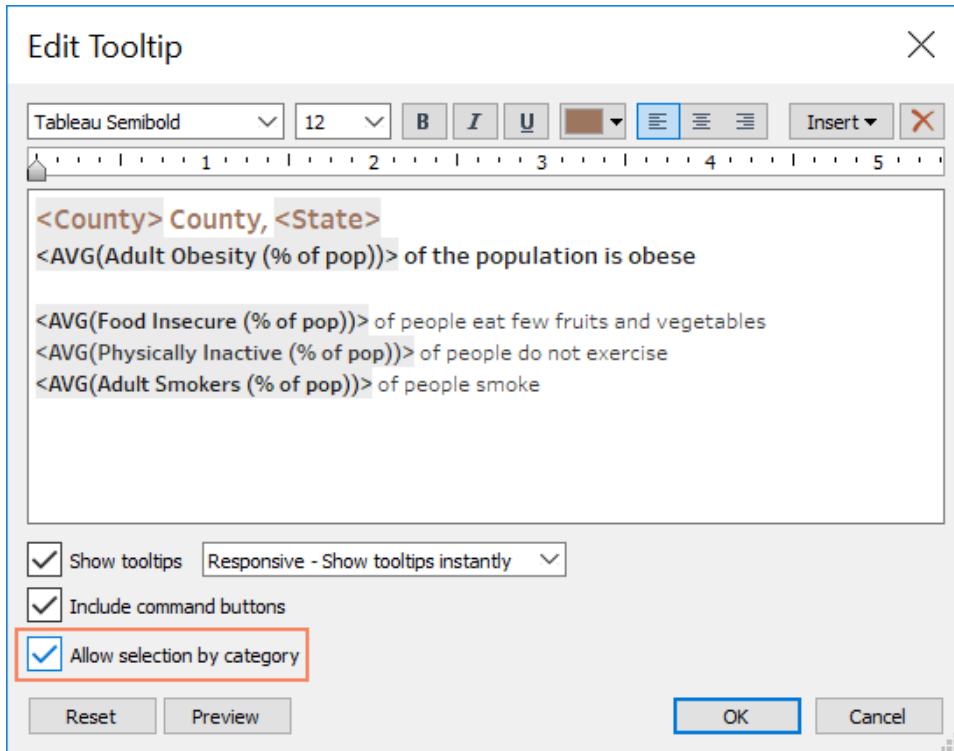 Edit Tooltip
Tableau Semibold 12 B I U Insert
1 2 3 4 5
<County> County, <State>
<AVG(Adult Obesity (% of pop))> of the population is obese
<AVG(Food Insecure (% of pop))> of people eat few fruits and vegetables
<AVG(Physically Inactive (% of pop))> of people do not exercise
<AVG(Adult Smokers (% of pop))> of people smoke
Show tooltips Responsive - Show tooltips instantly
Include command buttons
Allow selection by category
Reset Preview OK Cancel